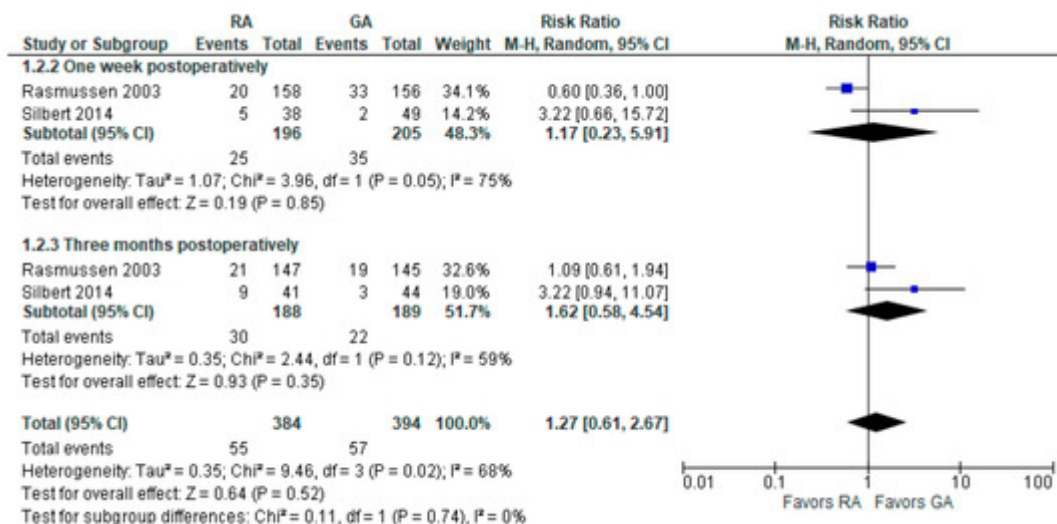 RA GA Risk Ratio Risk Ratio
Study or Subgroup Events Total Events Total Weight M-H, Random, 95% CI M-H, Random, 95% CI
1.2.2 One week postoperatively
Rasmussen 2003 20 158 33 156 34.1% 0.60 [0.36, 1.00]
Silbert 2014 5 38 2 49 14.2% 3.22 [0.66, 15.72]
Subtotal (95% CI) 196 205 48.3% 1.17 [0.23, 5.91]
Total events 25 35
Heterogeneity: Tau² = 1.07; Chi² = 3.96, df = 1 (P = 0.05); I² = 75%
Test for overall effect: Z = 0.19 (P = 0.85)
1.2.3 Three months postoperatively
Rasmussen 2003 21 147 19 145 32.6% 1.09 [0.61, 1.94]
Silbert 2014 9 41 3 44 19.0% 3.22 [0.94, 11.07]
Subtotal (95% CI) 188 189 51.7% 1.62 [0.58, 4.54]
Total events 30 22
Heterogeneity: Tau² = 0.35; Chi² = 2.44, df = 1 (P = 0.12); I² = 59%
Test for overall effect: Z = 0.93 (P = 0.35)
Total (95% CI) 384 394 100.0% 1.27 [0.61, 2.67]
Total events 55 57
Heterogeneity: Tau² = 0.35; Chi² = 9.46, df = 3 (P = 0.02); I² = 68%
Test for overall effect: Z = 0.64 (P = 0.52)
Test for subgroup differences: Chi² = 0.11, df = 1 (P = 0.74), I² = 0%
0.01 0.1 1 10 100
Favors RA Favors GA